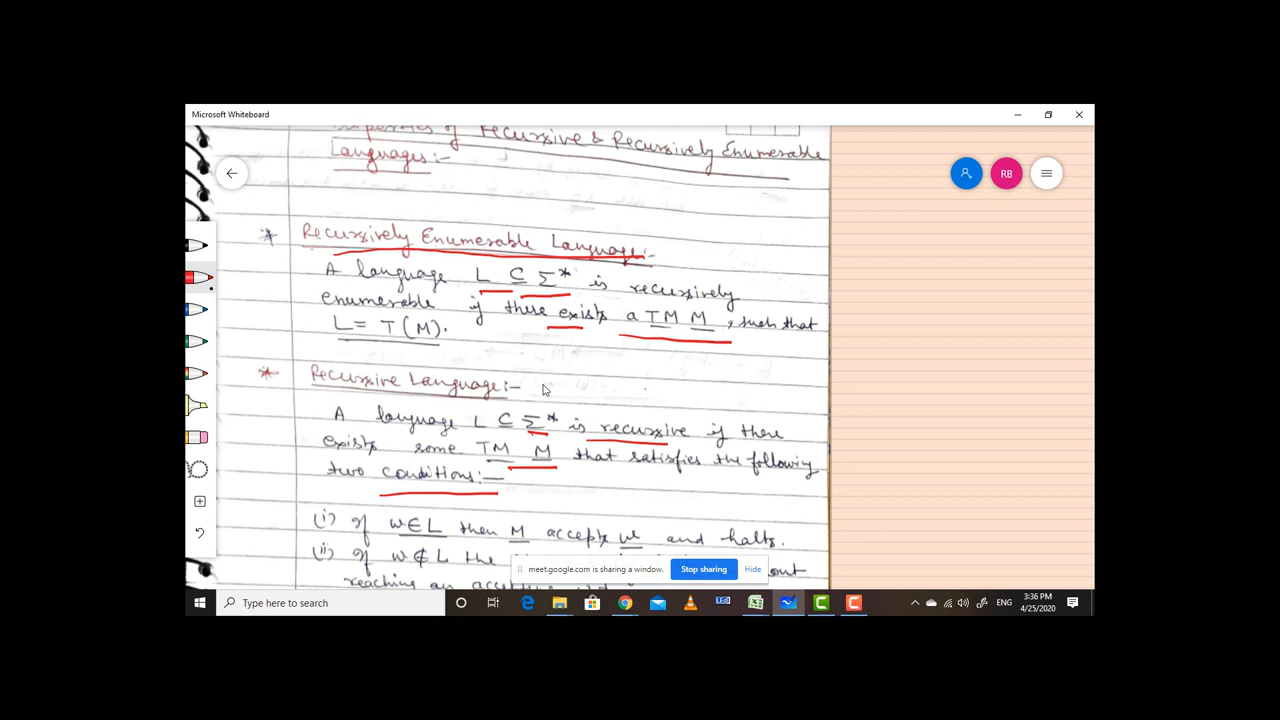 Microsoft Whiteboard
Properties of Recursive & Recursively Enumerable
Languages:-
RB
* Recursively Enumerable Language:-
A language L ⊆ Σ* is recursively
enumerable if there exists a TM M, such that
L = T(M).
* Recursive Language:-
A language L ⊆ Σ* is recursive if there
exists some TM M that satisfies the following
two conditions:-
(i) If w∈L then M accepts w and halts.
(ii) If w∉L the
out
reaching an
meet.google.com is sharing a window.
Stop sharing
Hide
Type here to search
LEO
ENG
3:36 PM
4/25/2020